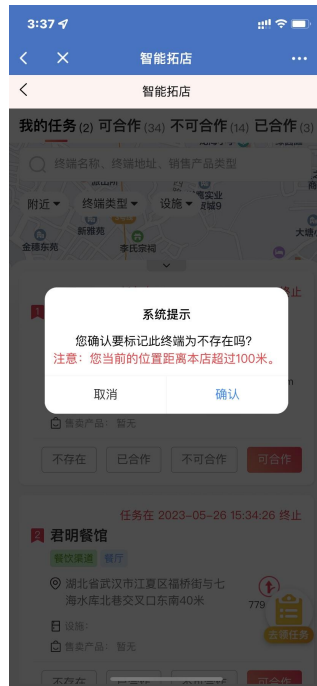 3:37
智能拓店
智能拓店
我的任务(2) 可合作(34) 不可合作(14) 已合作(3)
终端名称、终端地址、销售产品类型
附近 终端类型 设施
新雅苑
金穗东苑
李氏宗祠
系统提示
您确认要标记此终端为不存在吗?
注意：您当前的位置距离本店超过100米。
取消 确认
售卖产品：暂无
不存在 已合作 不可合作 可合作
任务在 2023-05-26 15:34:26 终止
2 君明餐馆
餐饮渠道 餐厅
湖北省武汉市江夏区福桥街与七
海水库北巷交叉口东南40米
779
设施：
售卖产品：暂无
去领任务
不存在 可合作